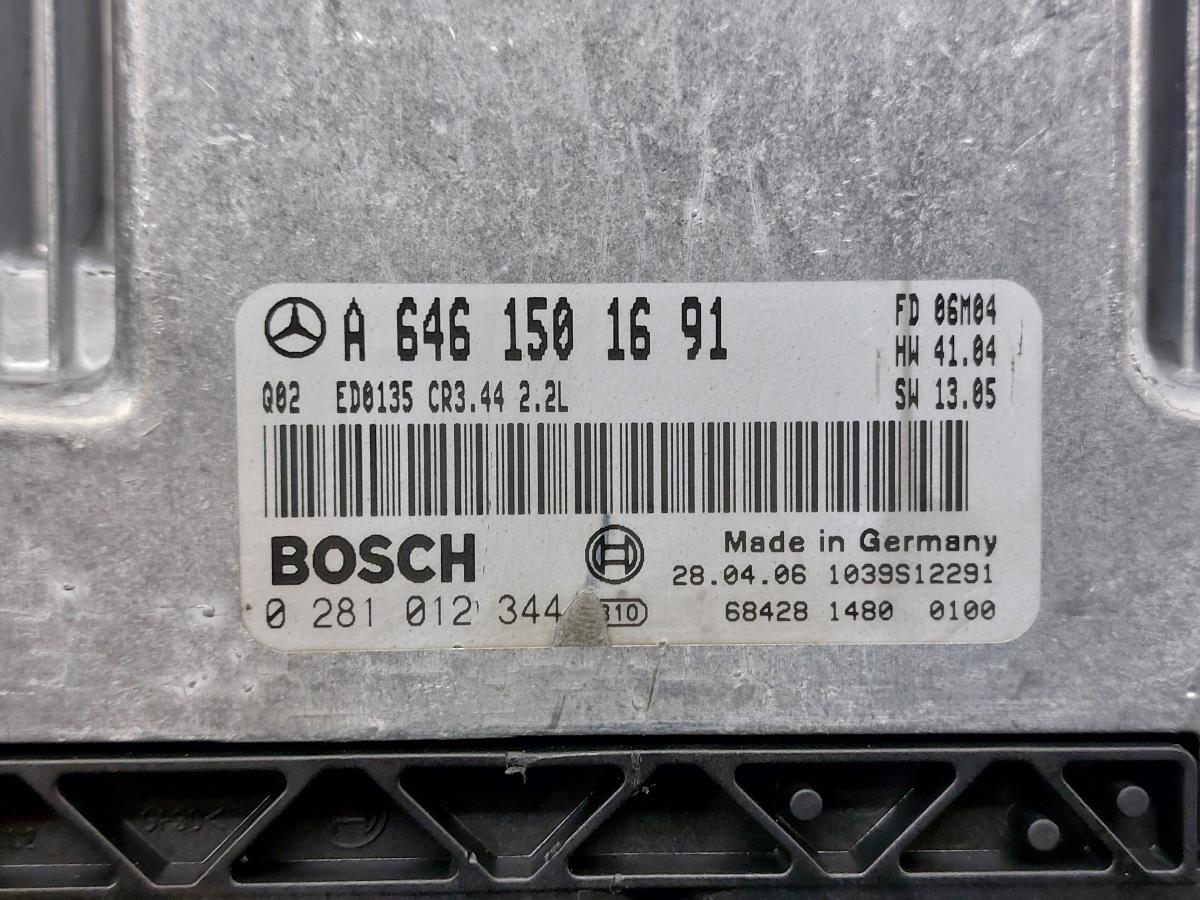 A 646 150 16 91
FD 06M04
HW 41.04
Q02 ED0135 CR3.44 2.2L
SW 13.05
BOSCH
Made in Germany
28.04.06 1039S12291
0 281 012 344
68428 1480 0100